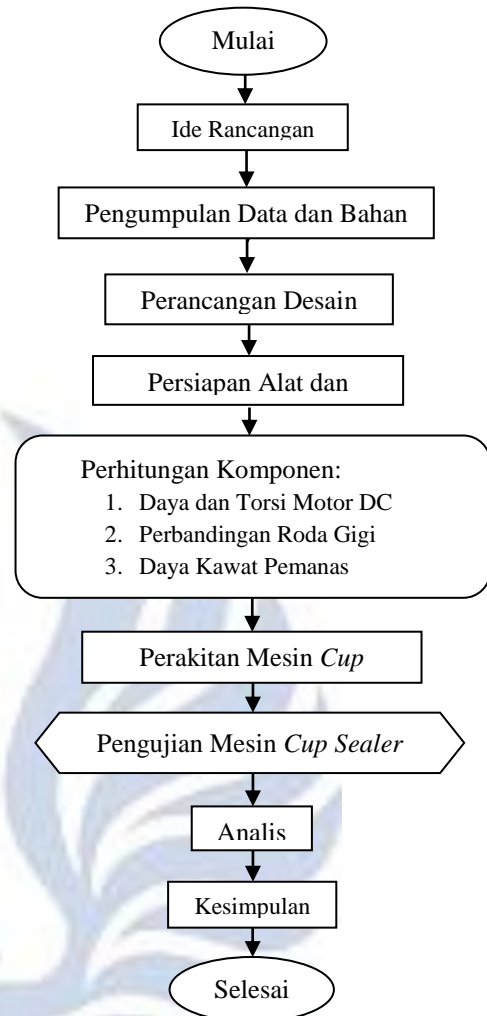 Mulai
Ide Rancangan
Pengumpulan Data dan Bahan
Perancangan Desain
Persiapan Alat dan
Perhitungan Komponen:
1. Daya dan Torsi Motor DC
2. Perbandingan Roda Gigi
3. Daya Kawat Pemanas
Perakitan Mesin Cup
Pengujian Mesin Cup Sealer
Analis
Kesimpulan
Selesai